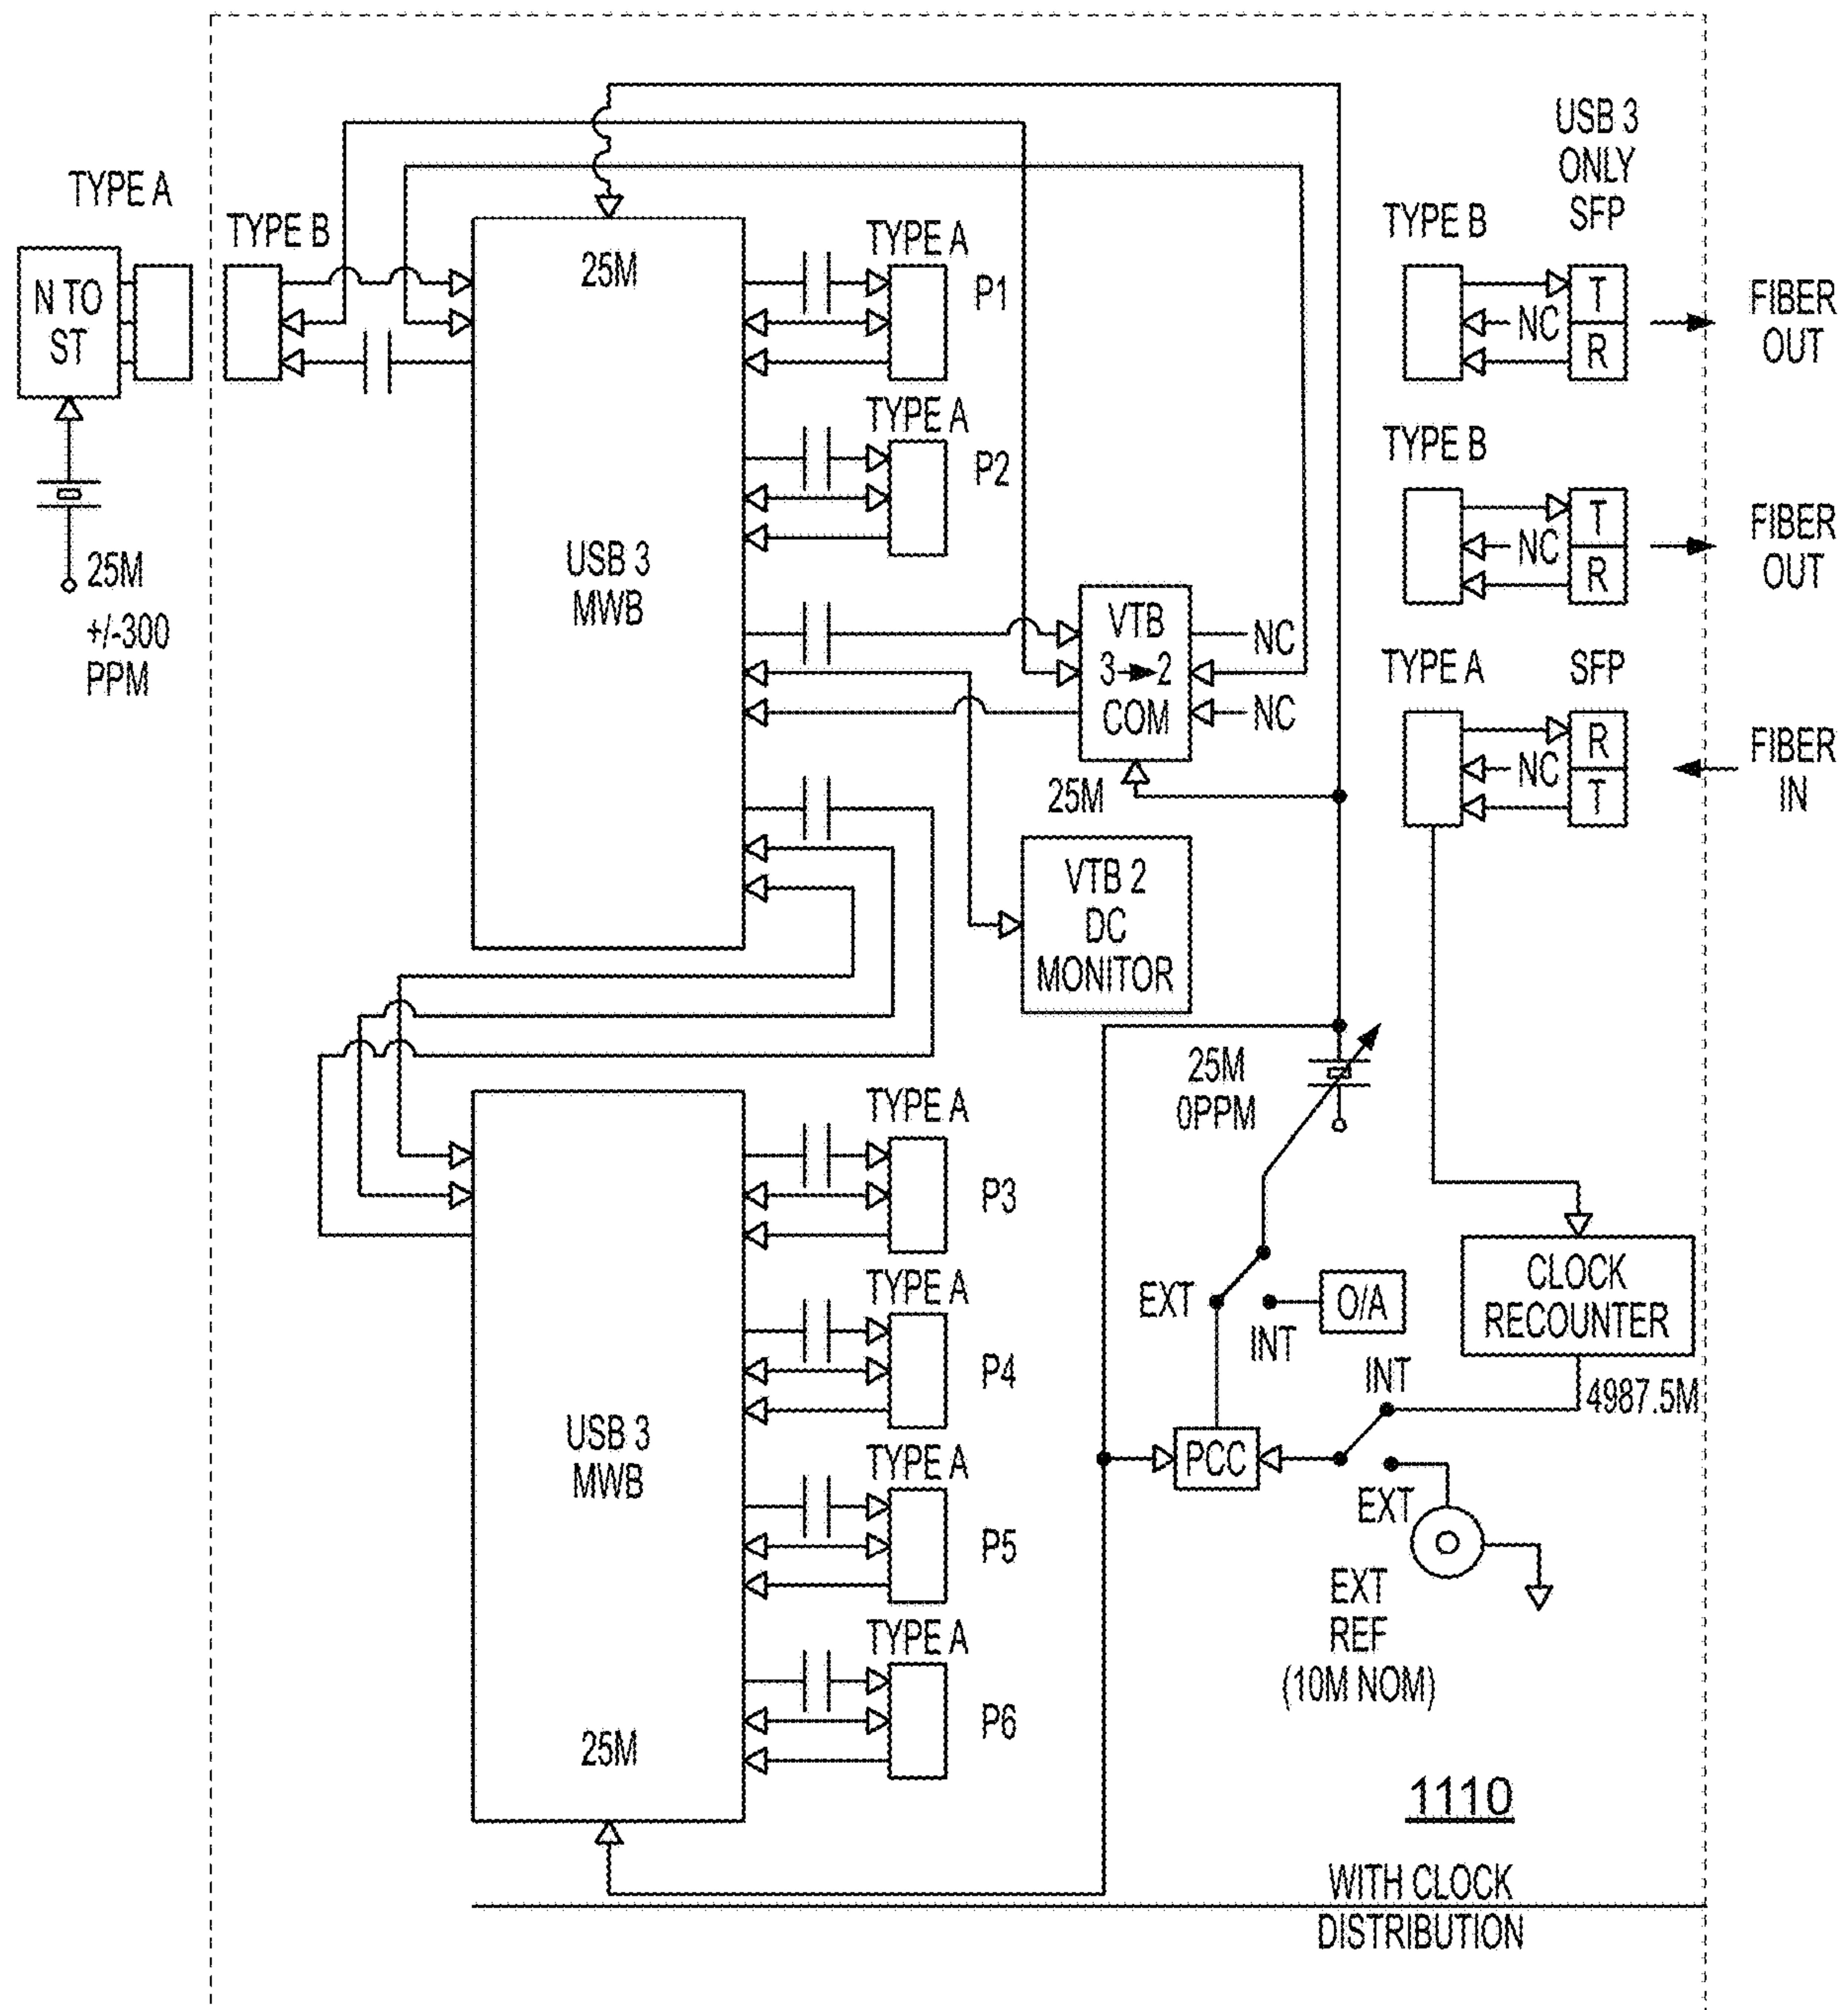 USB 3
ONLY
SFP
TYPE A
TYPE B
TYPE A
TYPE B
N TO
ST
25M
P1
T
NC
R
FIBER
OUT
TYPE A
P2
TYPE B
T
NC
R
FIBER
OUT
25M
+/-300
PPM
USB 3
MWB
VTB
3 2
COM
NC
NC
25M
TYPE A
SFP
R
NC
T
FIBER
IN
VTB 2
DC
MONITOR
25M
0PPM
TYPE A
P3
TYPE A
P4
USB 3
MWB
TYPE A
P5
TYPE A
P6
25M
EXT
INT
O/A
CLOCK
RECOUNTER
INT
4987.5M
PCC
EXT
EXT
REF
(10M NOM)
1110
WITH CLOCK
DISTRIBUTION